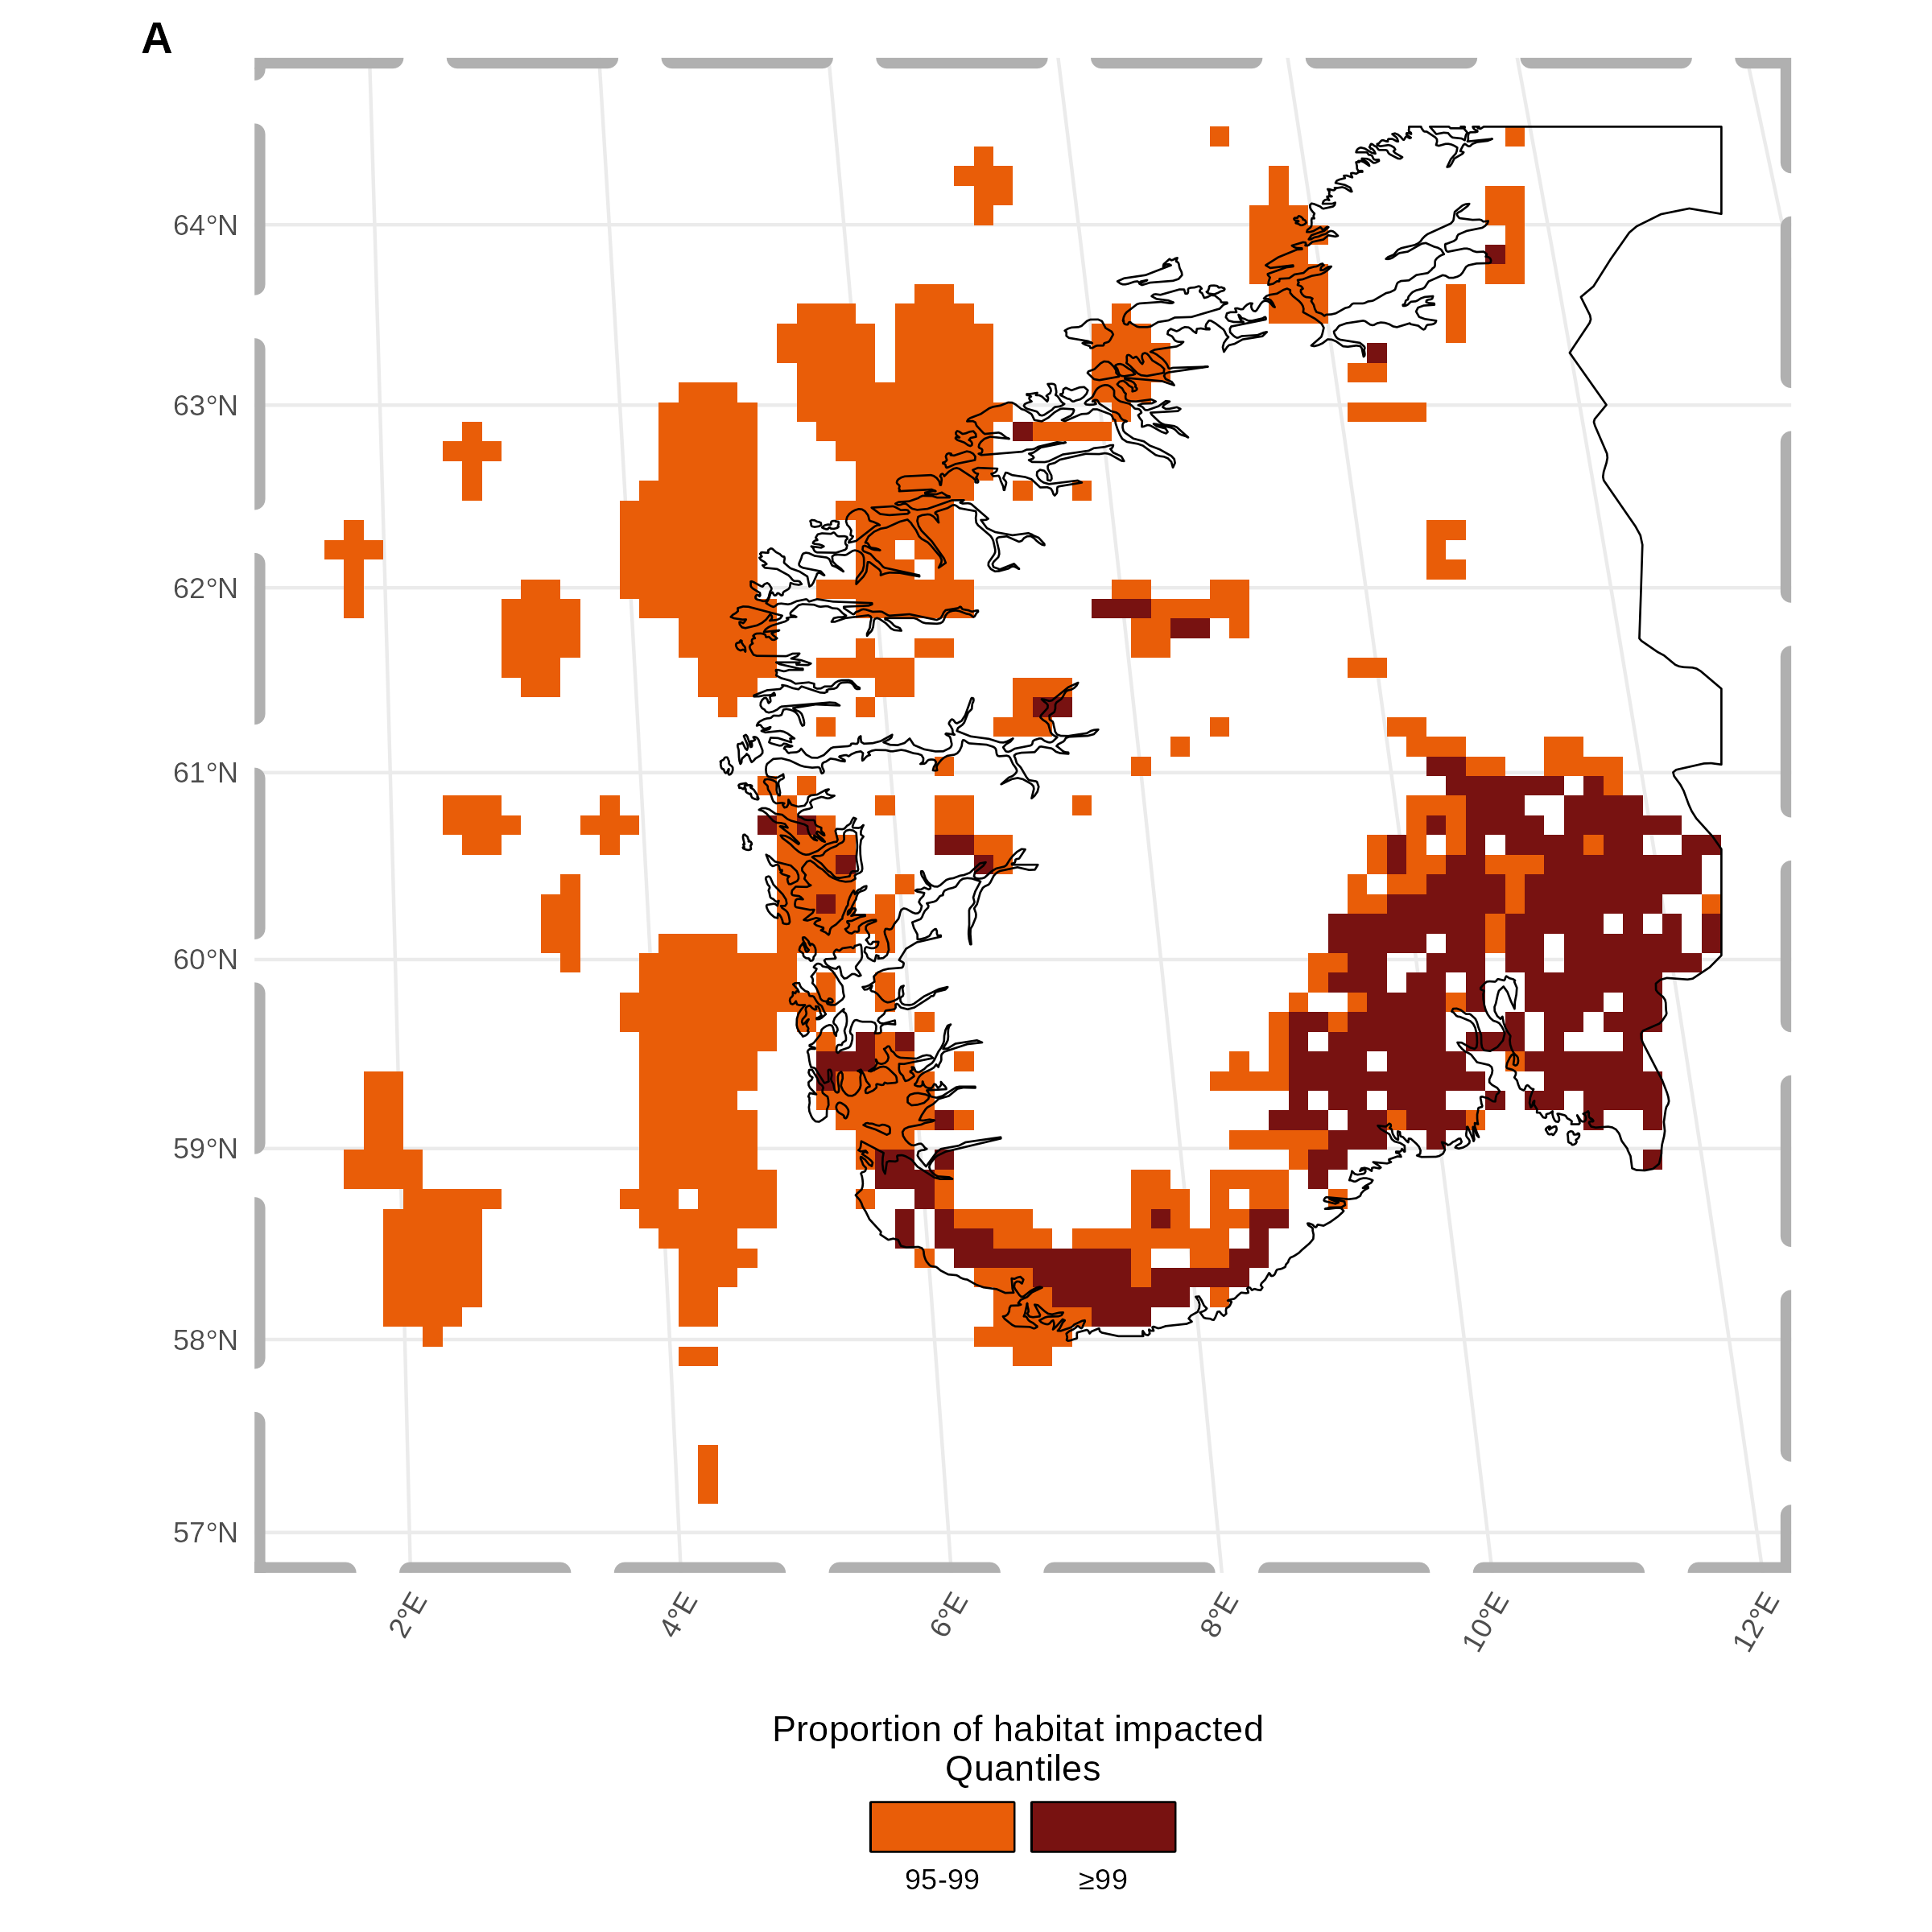 A
64°N
63°N
62°N
61°N
60°N
59°N
58°N
57°N
2°E
4°E
6°E
8°E
10°E
12°E
Proportion of habitat impacted
Quantiles
95-99
≥99